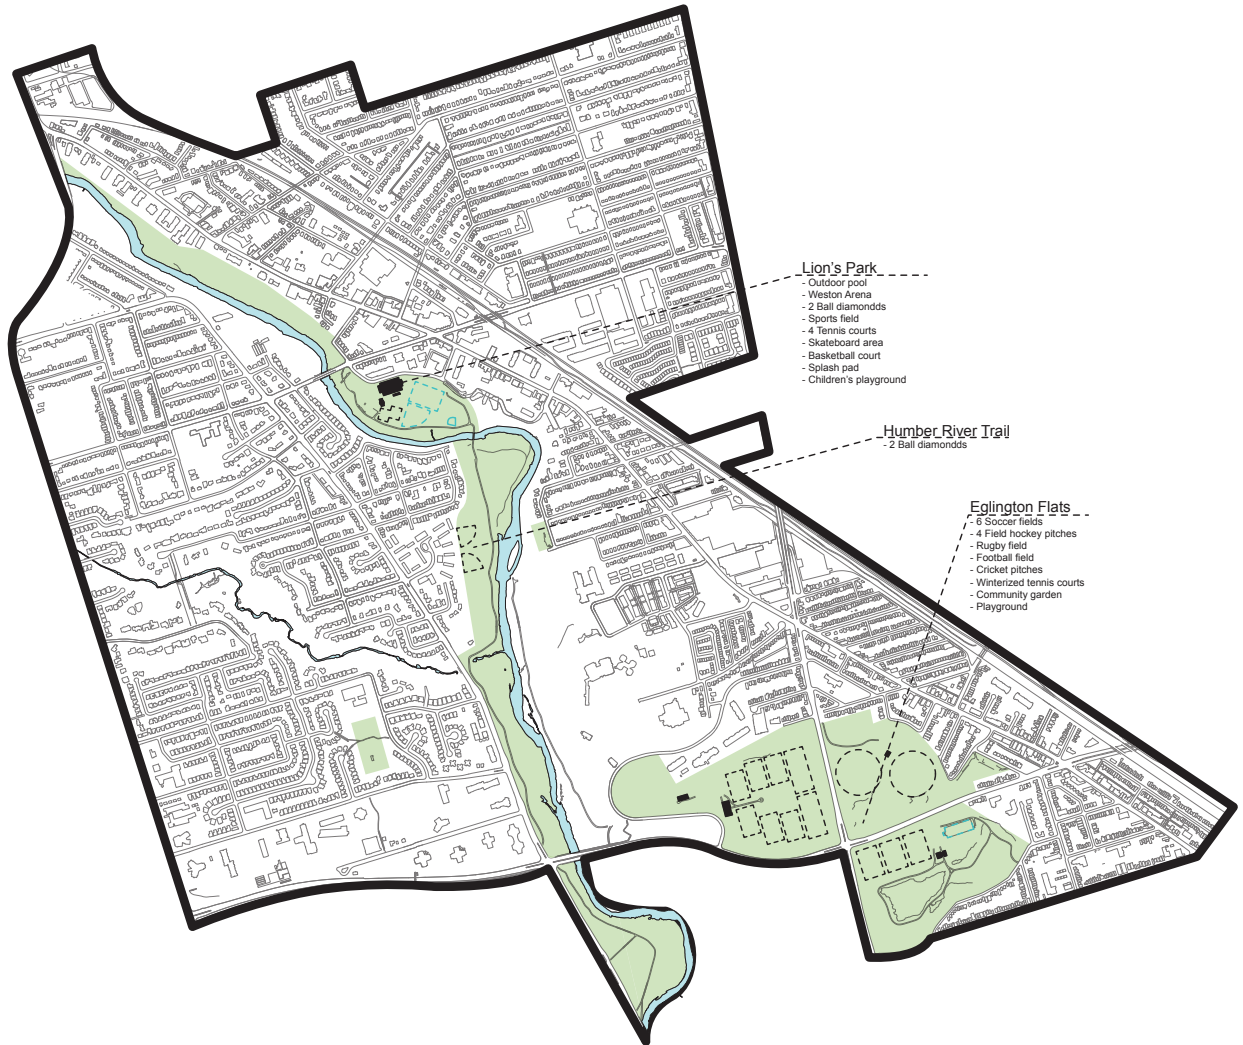 Lion's Park
- Outdoor pool
- Weston Arena
- 2 Ball diamondds
- Sports field
- 4 Tennis courts
- Skateboard area
- Basketball court
- Splash pad
- Children's playground
Humber River Trail
- 2 Ball diamondds
Eglington Flats
- 6 Soccer fields
- 4 Field hockey pitches
- Rugby field
- Football field
- Cricket pitches
- Winterized tennis courts
- Community garden
- Playground